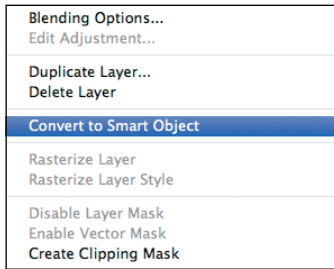 Blending Options...
Edit Adjustment...
Duplicate Layer...
Delete Layer
Convert to Smart Object
Rasterize Layer
Rasterize Layer Style
Disable Layer Mask
Enable Vector Mask
Create Clipping Mask